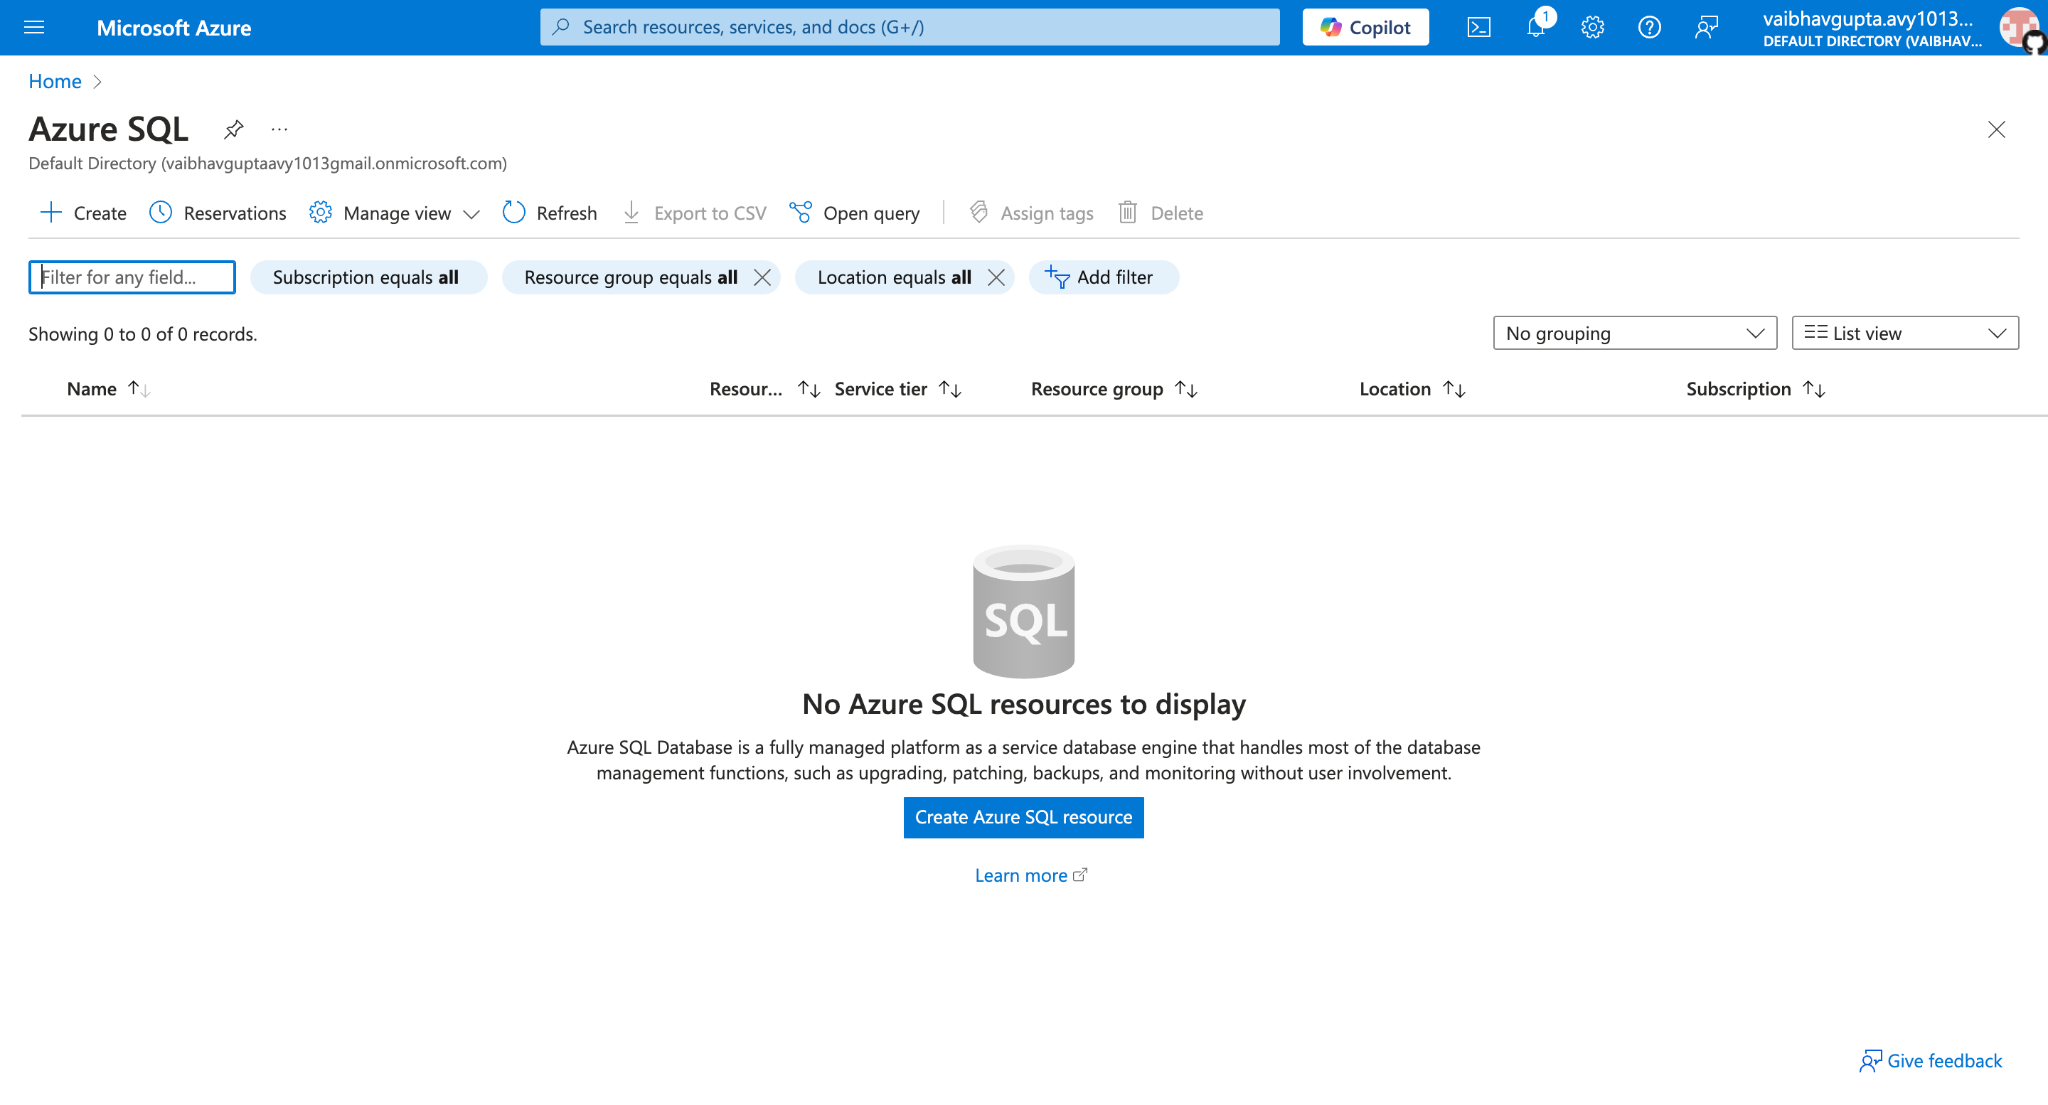 Microsoft Azure
Search resources, services, and docs (G+/)
Copilot
1
vaibhavgupta.avy1013...
DEFAULT DIRECTORY (VAIBHAV...
Home
Azure SQL
Default Directory (vaibhavguptaavy1013gmail.onmicrosoft.com)
Create Reservations Manage view Refresh Export to CSV Open query Assign tags Delete
Filter for any field... Subscription equals all Resource group equals all Location equals all Add filter
Showing 0 to 0 of 0 records.
No grouping List view
Name Resour... Service tier Resource group Location Subscription
SQL
No Azure SQL resources to display
Azure SQL Database is a fully managed platform as a service database engine that handles most of the database
management functions, such as upgrading, patching, backups, and monitoring without user involvement.
Create Azure SQL resource
Learn more
Give feedback